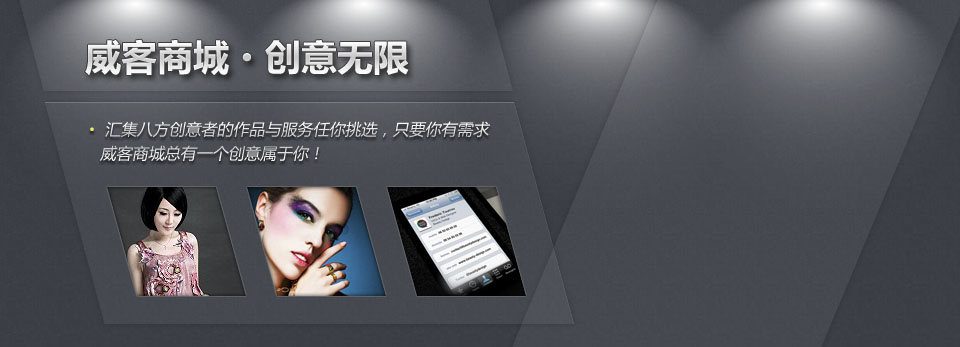 威客商城·创意无限
• 汇集八方创意者的作品与服务任你挑选，只要你有需求
威客商城总有一个创意属于你！